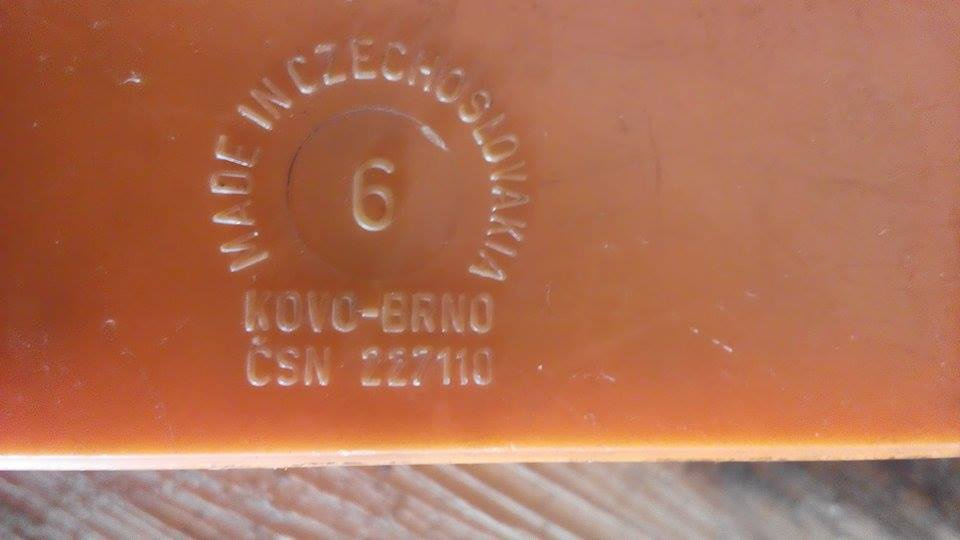 MADE IN CZECHOSLOVAKIA
6
KOVO-BRNO
ČSN 227110